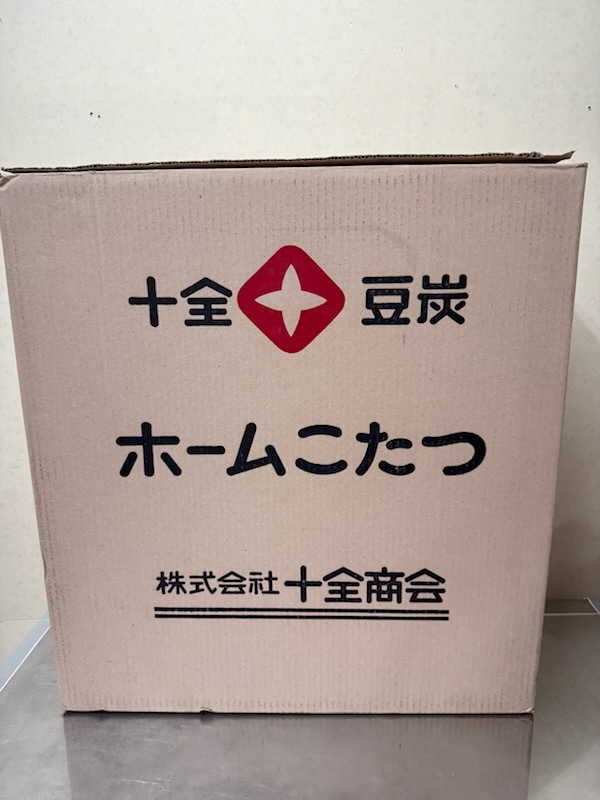 十全 豆炭
ホームこたつ
株式会社 十全商会